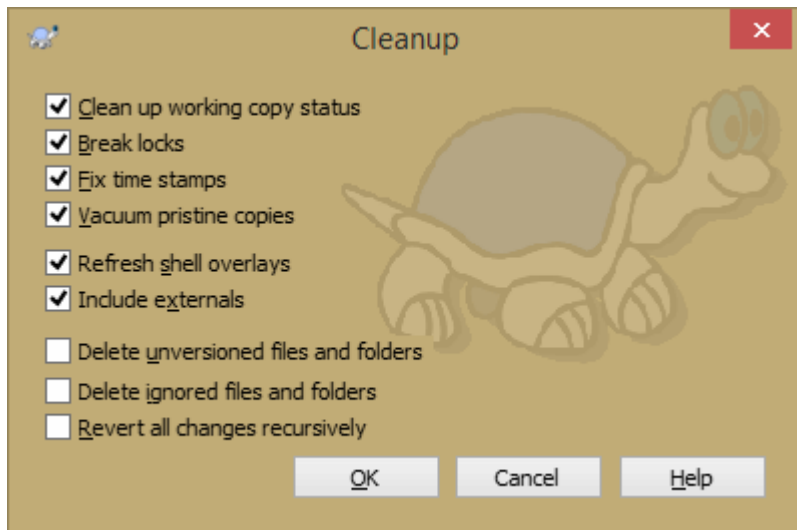 Cleanup
Clean up working copy status
Break locks
Fix time stamps
Vacuum pristine copies
Refresh shell overlays
Include externals
Delete unversioned files and folders
Delete ignored files and folders
Revert all changes recursively
OK Cancel Help